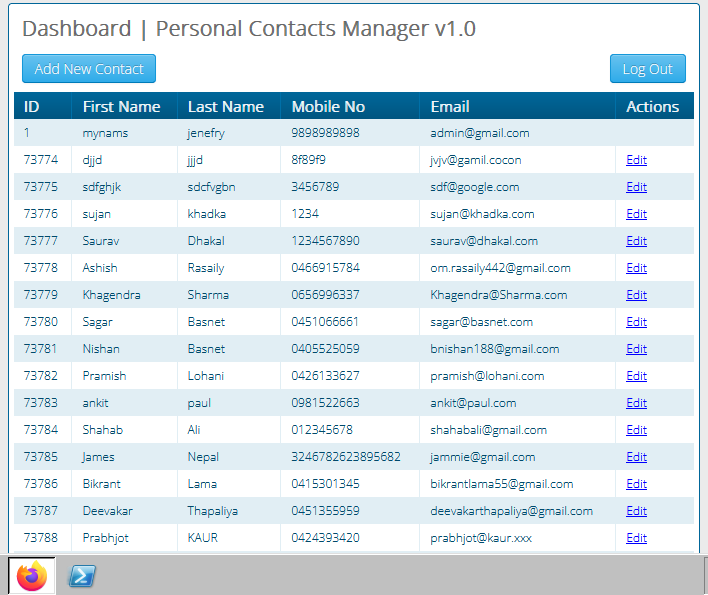 Dashboard | Personal Contacts Manager v1.0
Add New Contact Log Out
ID First Name Last Name Mobile No Email Actions
1 mynams jenefry 9898989898 admin@gmail.com
73774 djjd jjjd 8f89f9 jvjv@gamil.cocon Edit
73775 sdfghjk sdcfvgbn 3456789 sdf@google.com Edit
73776 sujan khadka 1234 sujan@khadka.com Edit
73777 Saurav Dhakal 1234567890 saurav@dhakal.com Edit
73778 Ashish Rasaily 0466915784 om.rasaily442@gmail.com Edit
73779 Khagendra Sharma 0656996337 Khagendra@Sharma.com Edit
73780 Sagar Basnet 0451066661 sagar@basnet.com Edit
73781 Nishan Basnet 0405525059 bnishan188@gmail.com Edit
73782 Pramish Lohani 0426133627 pramish@lohani.com Edit
73783 ankit paul 0981522663 ankit@paul.com Edit
73784 Shahab Ali 012345678 shahabali@gmail.com Edit
73785 James Nepal 3246782623895682 jammie@gmail.com Edit
73786 Bikrant Lama 0415301345 bikrantlama55@gmail.com Edit
73787 Deevakar Thapaliya 0451355959 deevakarthapaliya@gmail.com Edit
73788 Prabhjot KAUR 0424393420 prabhjot@kaur.xxx Edit